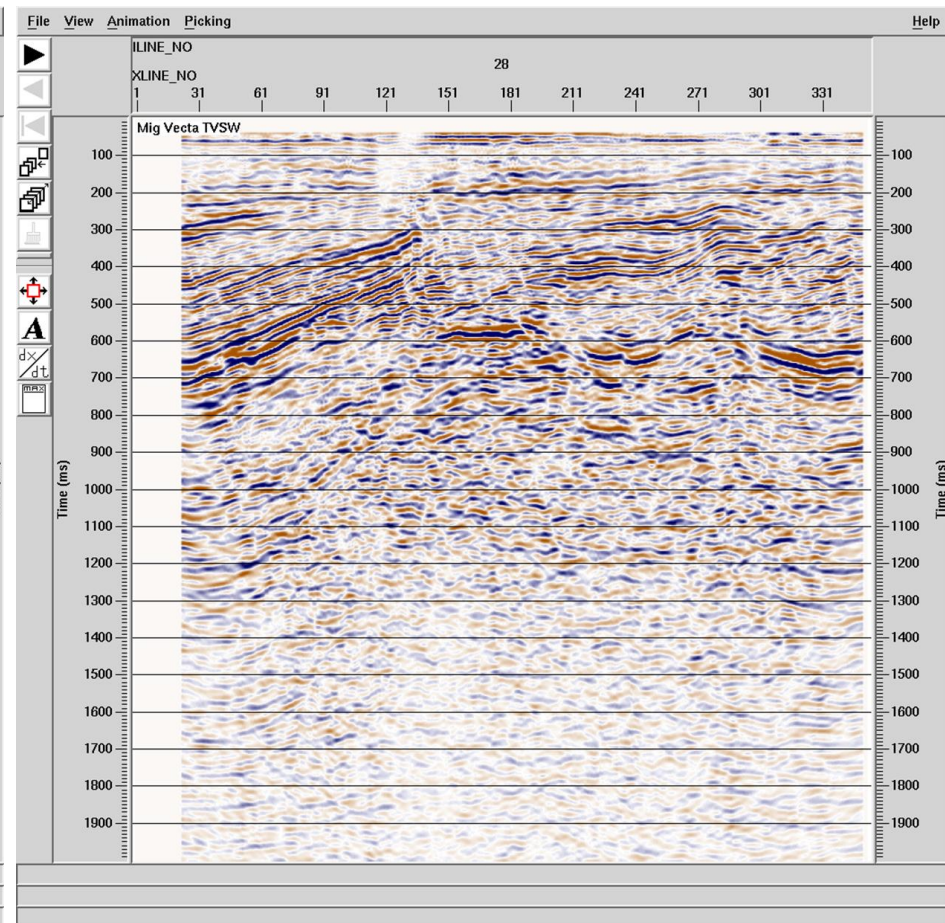 File View Animation Picking Help
ILINE_NO
28
XLINE_NO
1 31 61 91 121 151 181 211 241 271 301 331
Mig Vecta TVSW
100 100
200 200
300 300
400 400
A
500 500
dx/dt
600 600
max
700 700
800 800
900 900
Time (ms) Time (ms)
1000 1000
1100 1100
1200 1200
1300 1300
1400 1400
1500 1500
1600 1600
1700 1700
1800 1800
1900 1900